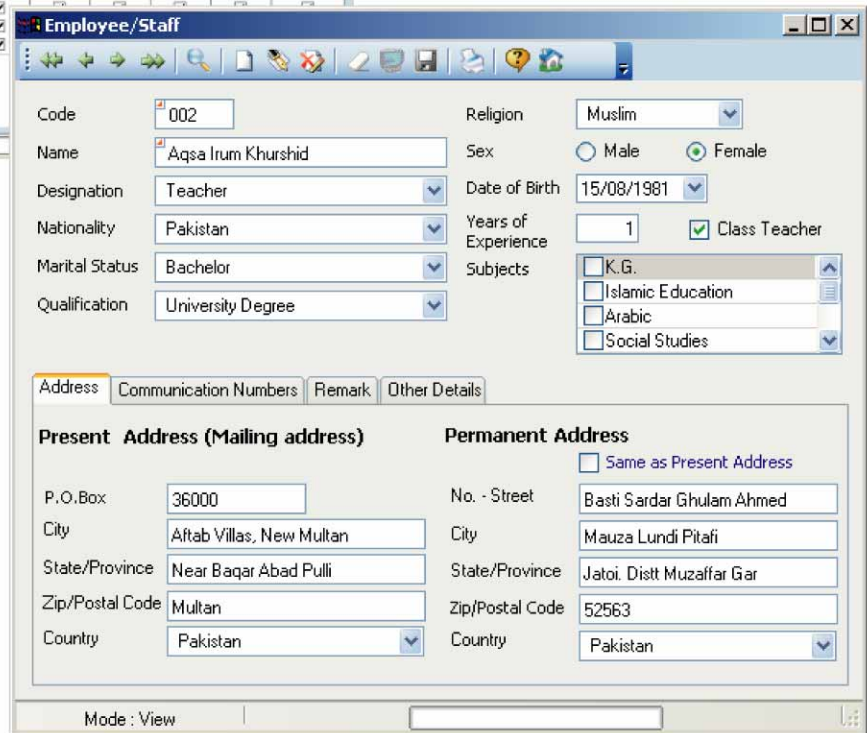 Employee/Staff
Code 002
Name Aqsa Irum Khurshid
Designation Teacher
Nationality Pakistan
Marital Status Bachelor
Qualification University Degree
Religion Muslim
Sex Male Female
Date of Birth 15/08/1981
Years of Experience 1 Class Teacher
Subjects K.G.
Islamic Education
Arabic
Social Studies
Address Communication Numbers Remark Other Details
Present Address (Mailing address)
P.O.Box 36000
City Aftab Villas, New Multan
State/Province Near Baqar Abad Pulli
Zip/Postal Code Multan
Country Pakistan
Permanent Address
Same as Present Address
No. - Street Basti Sardar Ghulam Ahmed
City Mauza Lundi Pitafi
State/Province Jatoi. Distt Muzaffar Gar
Zip/Postal Code 52563
Country Pakistan
Mode : View